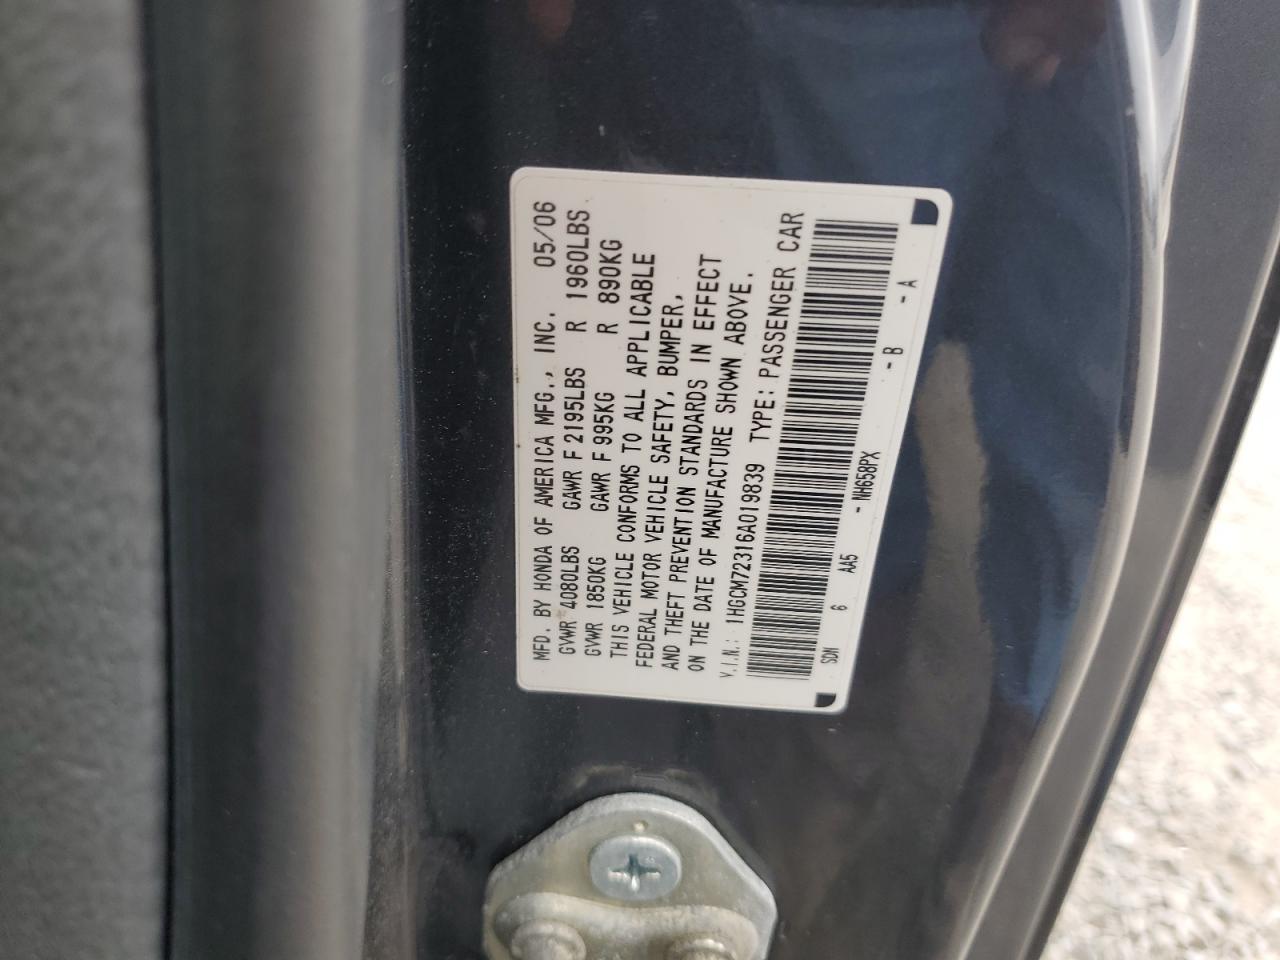 MFD. BY HONDA OF AMERICA MFG., INC. 05/06
GVWR 4080LBS GAWR F 2195LBS R 1960LBS
GVWR 1850KG GAWR F 995KG R 890KG
THIS VEHICLE CONFORMS TO ALL APPLICABLE
FEDERAL MOTOR VEHICLE SAFETY, BUMPER,
AND THEFT PREVENTION STANDARDS IN EFFECT
ON THE DATE OF MANUFACTURE SHOWN ABOVE.
V.I.N.: 1HGCM72316A019839 TYPE: PASSENGER CAR
SDN 6 AA5 - NH658PX - B - A